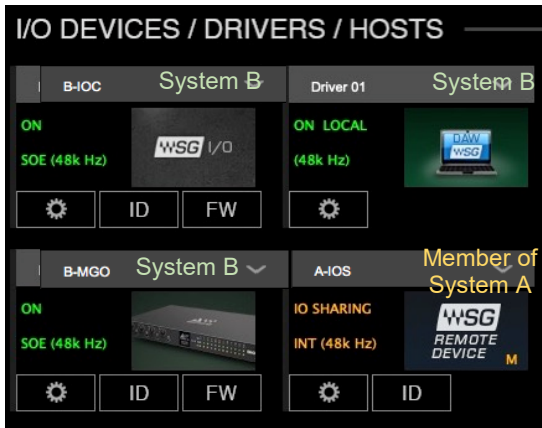 I/O DEVICES / DRIVERS / HOSTS
B-IOC System B
ON
SOE (48k Hz)
WSG I/O
ID FW
Driver 01 System B
ON LOCAL
(48k Hz)
DAW
WSG
B-MGO System B
ON
SOE (48k Hz)
ID FW
A-IOS Member of
System A
IO SHARING
INT (48k Hz)
WSG
REMOTE
DEVICE M
ID